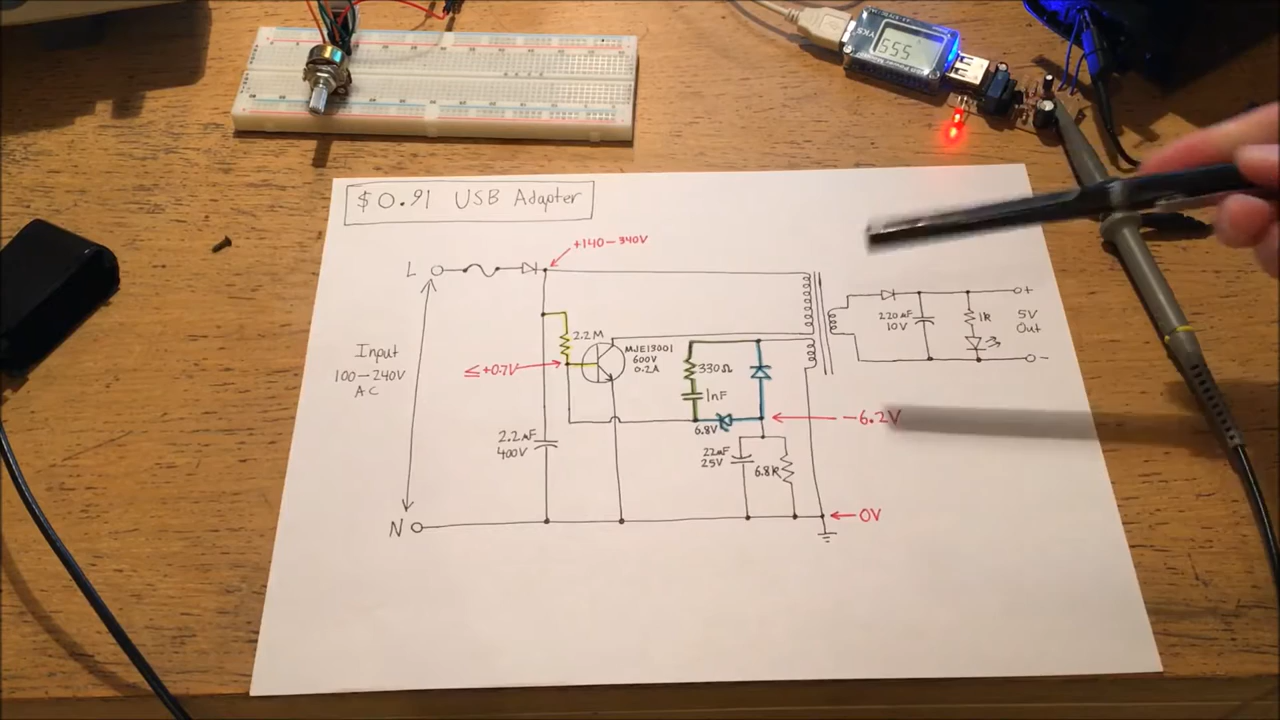 $0.91 USB Adapter
+140-340V
L
2.2M
MJE13001
600V
0.2A
≤+0.7V
Input
100-240V
AC
330Ω
1nF
6.8V
-6.2V
2.2uF
400V
22uF
25V
6.8k
0V
N
220uF
10V
1k
5V
Out
+
-
YKS
555